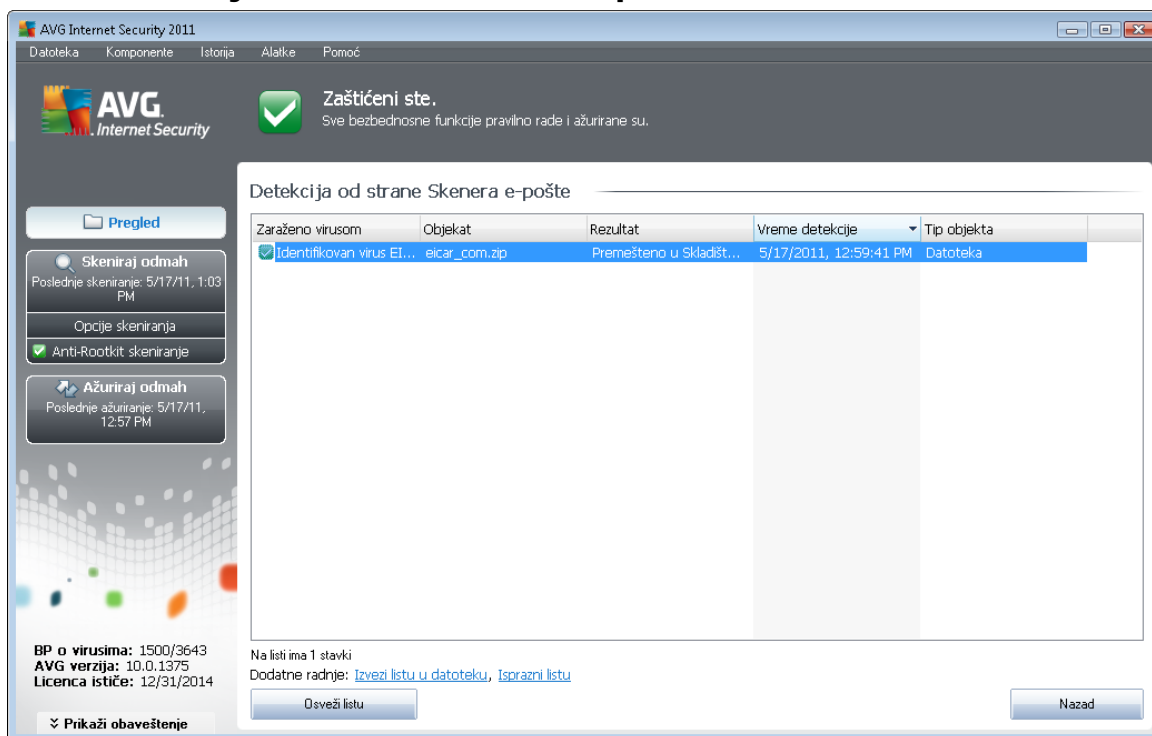 AVG Internet Security 2011
Datoteka Komponente Istorija Alatke Pomoć
AVG.
Internet Security
Zaštićeni ste.
Sve bezbednosne funkcije pravilno rade i ažurirane su.
Pregled
Skeniraj odmah
Poslednje skeniranje: 5/17/11, 1:03
PM
Opcije skeniranja
Anti-Rootkit skeniranje
Ažuriraj odmah
Poslednje ažuriranje: 5/17/11,
12:57 PM
BP o virusima: 1500/3643
AVG verzija: 10.0.1375
Licenca ističe: 12/31/2014
Prikaži obaveštenje
Detekcija od strane Skenera e-pošte
Zaraženo virusom Objekat Rezultat Vreme detekcije Tip objekta
Identifikovan virus EI... eicar_com.zip Premešteno u Skladišt... 5/17/2011, 12:59:41 PM Datoteka
Na listi ima 1 stavki
Dodatne radnje: Izvezi listu u datoteku, Isprazni listu
Osveži listu
Nazad